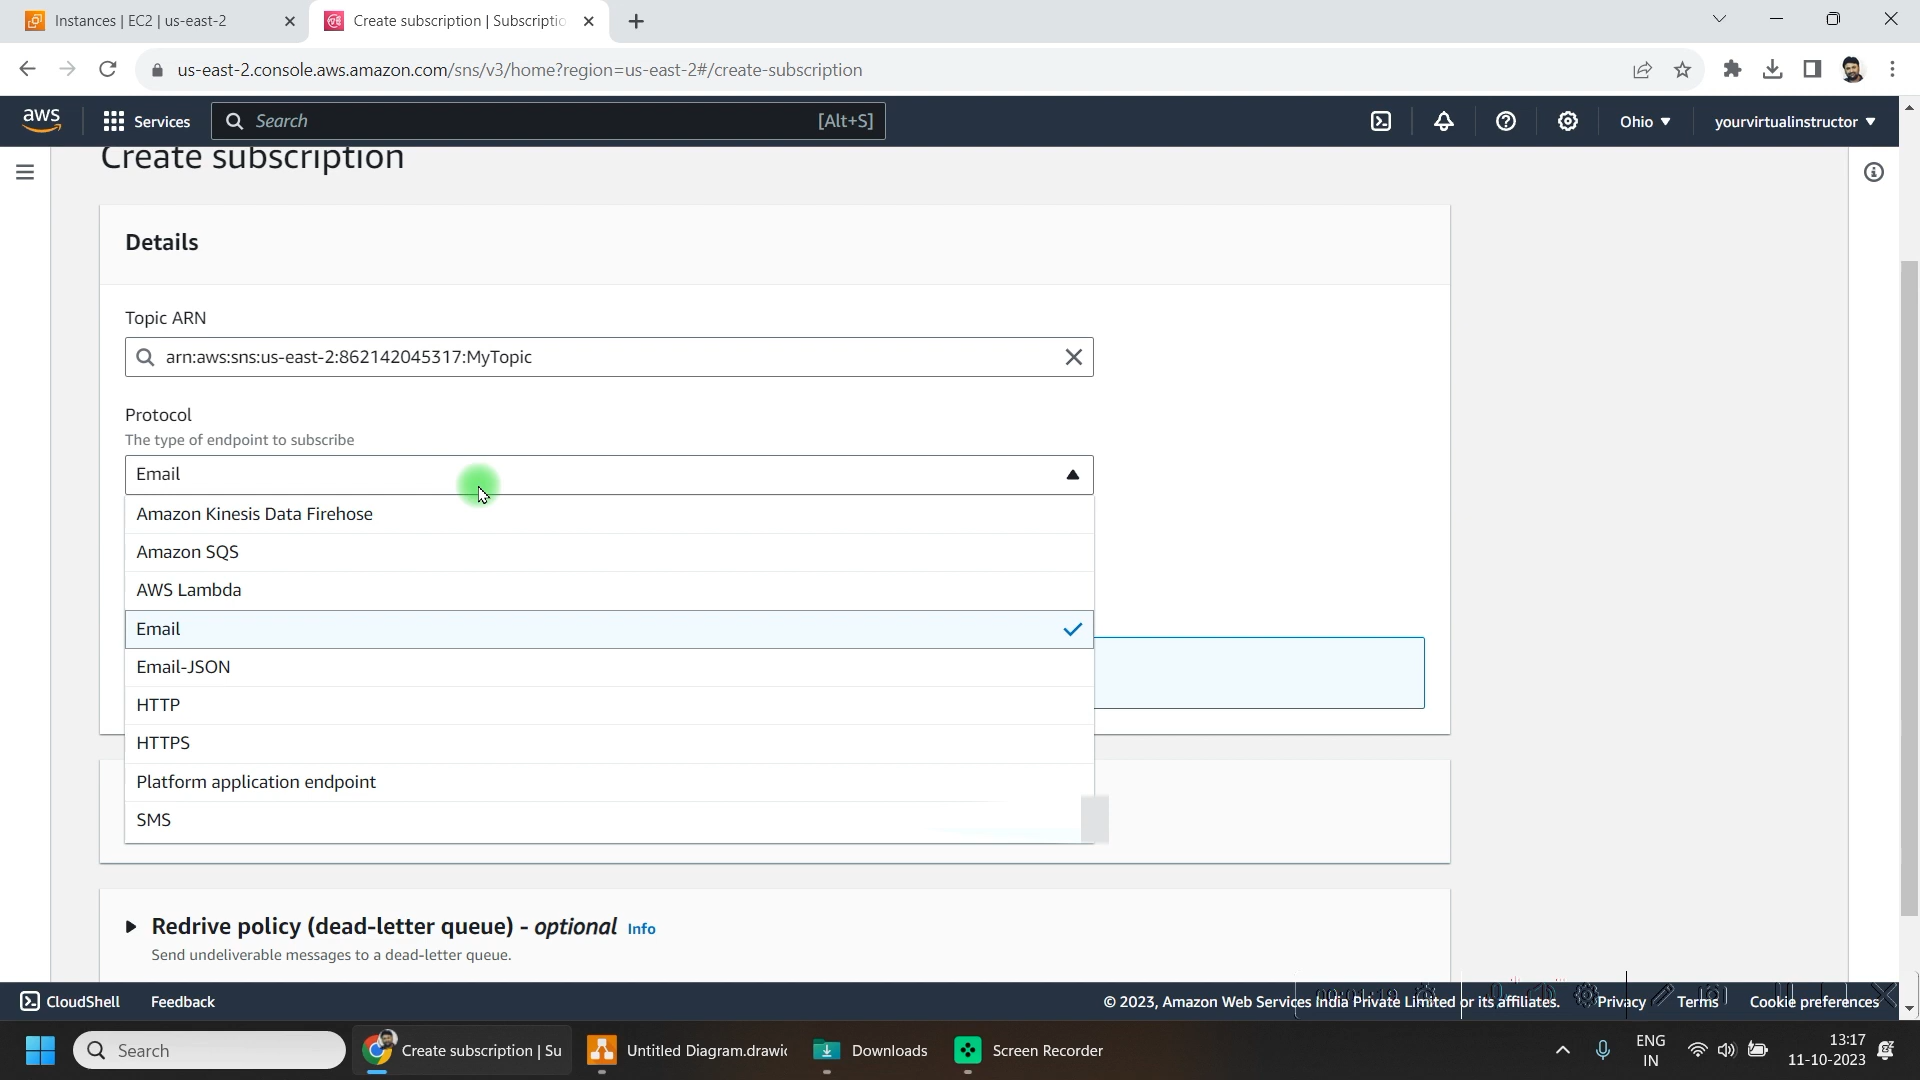 Instances | EC2 | us-east-2
Create subscription | Subscriptio
us-east-2.console.aws.amazon.com/sns/v3/home?region=us-east-2#/create-subscription
aws
Services
Search
[Alt+S]
Ohio
yourvirtualinstructor
Create subscription
Details
Topic ARN
arn:aws:sns:us-east-2:862142045317:MyTopic
Protocol
The type of endpoint to subscribe
Email
Amazon Kinesis Data Firehose
Amazon SQS
AWS Lambda
Email
Email-JSON
HTTP
HTTPS
Platform application endpoint
SMS
Redrive policy (dead-letter queue) - optional Info
Send undeliverable messages to a dead-letter queue.
CloudShell
Feedback
© 2023, Amazon Web Services India Private Limited or its affiliates.
Privacy
Terms
Cookie preferences
Search
Create subscription | Su
Untitled Diagram.drawi
Downloads
Screen Recorder
ENG
IN
13:17
11-10-2023